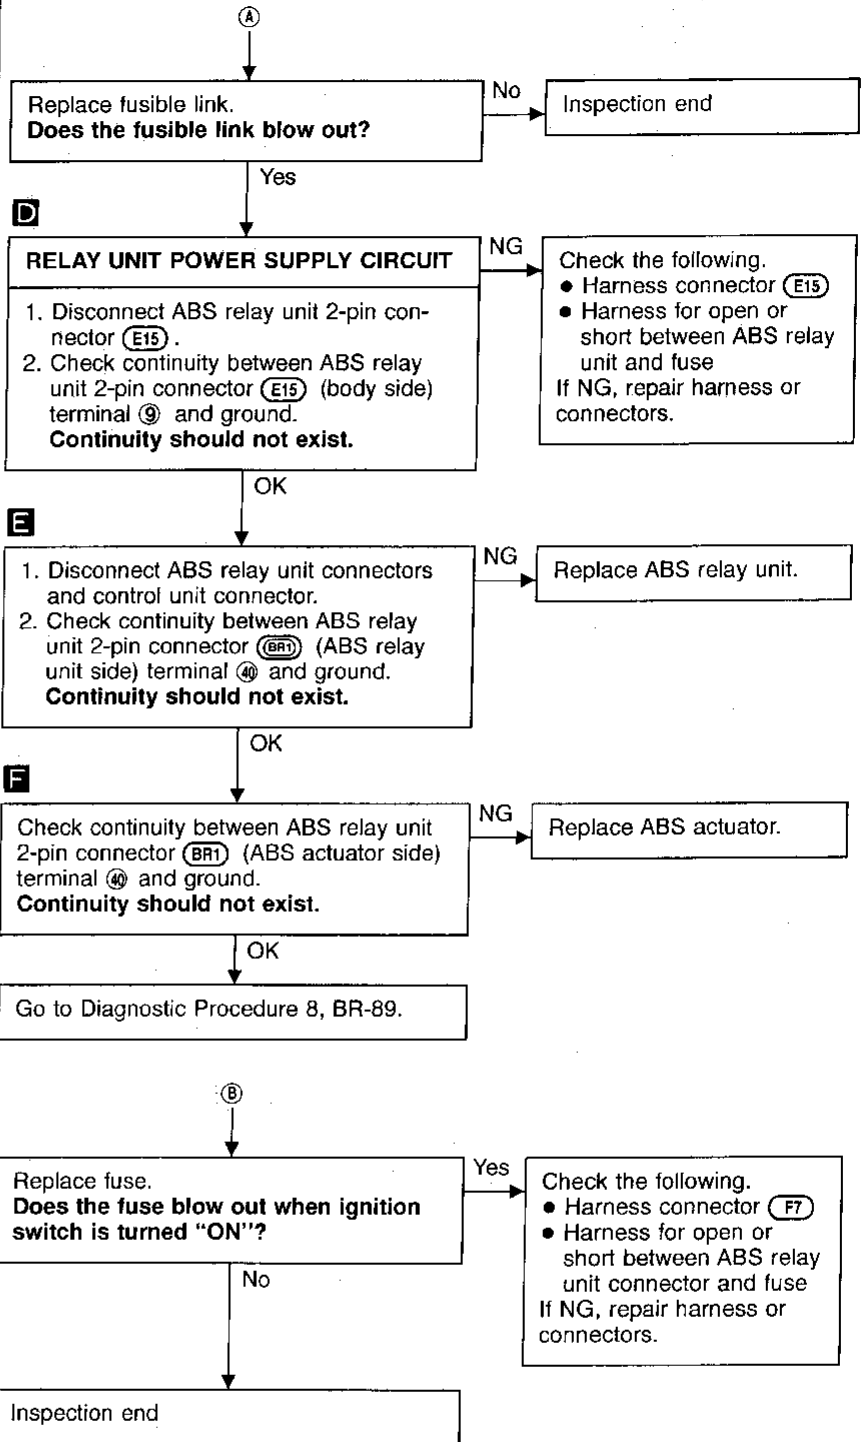 Ⓐ
Replace fusible link.
Does the fusible link blow out?
No
Inspection end
Yes
D
RELAY UNIT POWER SUPPLY CIRCUIT
1. Disconnect ABS relay unit 2-pin con-
nector E15 .
2. Check continuity between ABS relay
unit 2-pin connector E15 (body side)
terminal ⑨ and ground.
Continuity should not exist.
NG
Check the following.
● Harness connector E15
● Harness for open or
short between ABS relay
unit and fuse
If NG, repair harness or
connectors.
OK
E
1. Disconnect ABS relay unit connectors
and control unit connector.
2. Check continuity between ABS relay
unit 2-pin connector BR1 (ABS relay
unit side) terminal ㊵ and ground.
Continuity should not exist.
NG
Replace ABS relay unit.
OK
F
Check continuity between ABS relay unit
2-pin connector BR1 (ABS actuator side)
terminal ㊵ and ground.
Continuity should not exist.
NG
Replace ABS actuator.
OK
Go to Diagnostic Procedure 8, BR-89.
Ⓑ
Replace fuse.
Does the fuse blow out when ignition
switch is turned "ON"?
Yes
Check the following.
● Harness connector F7
● Harness for open or
short between ABS relay
unit connector and fuse
If NG, repair harness or
connectors.
No
Inspection end